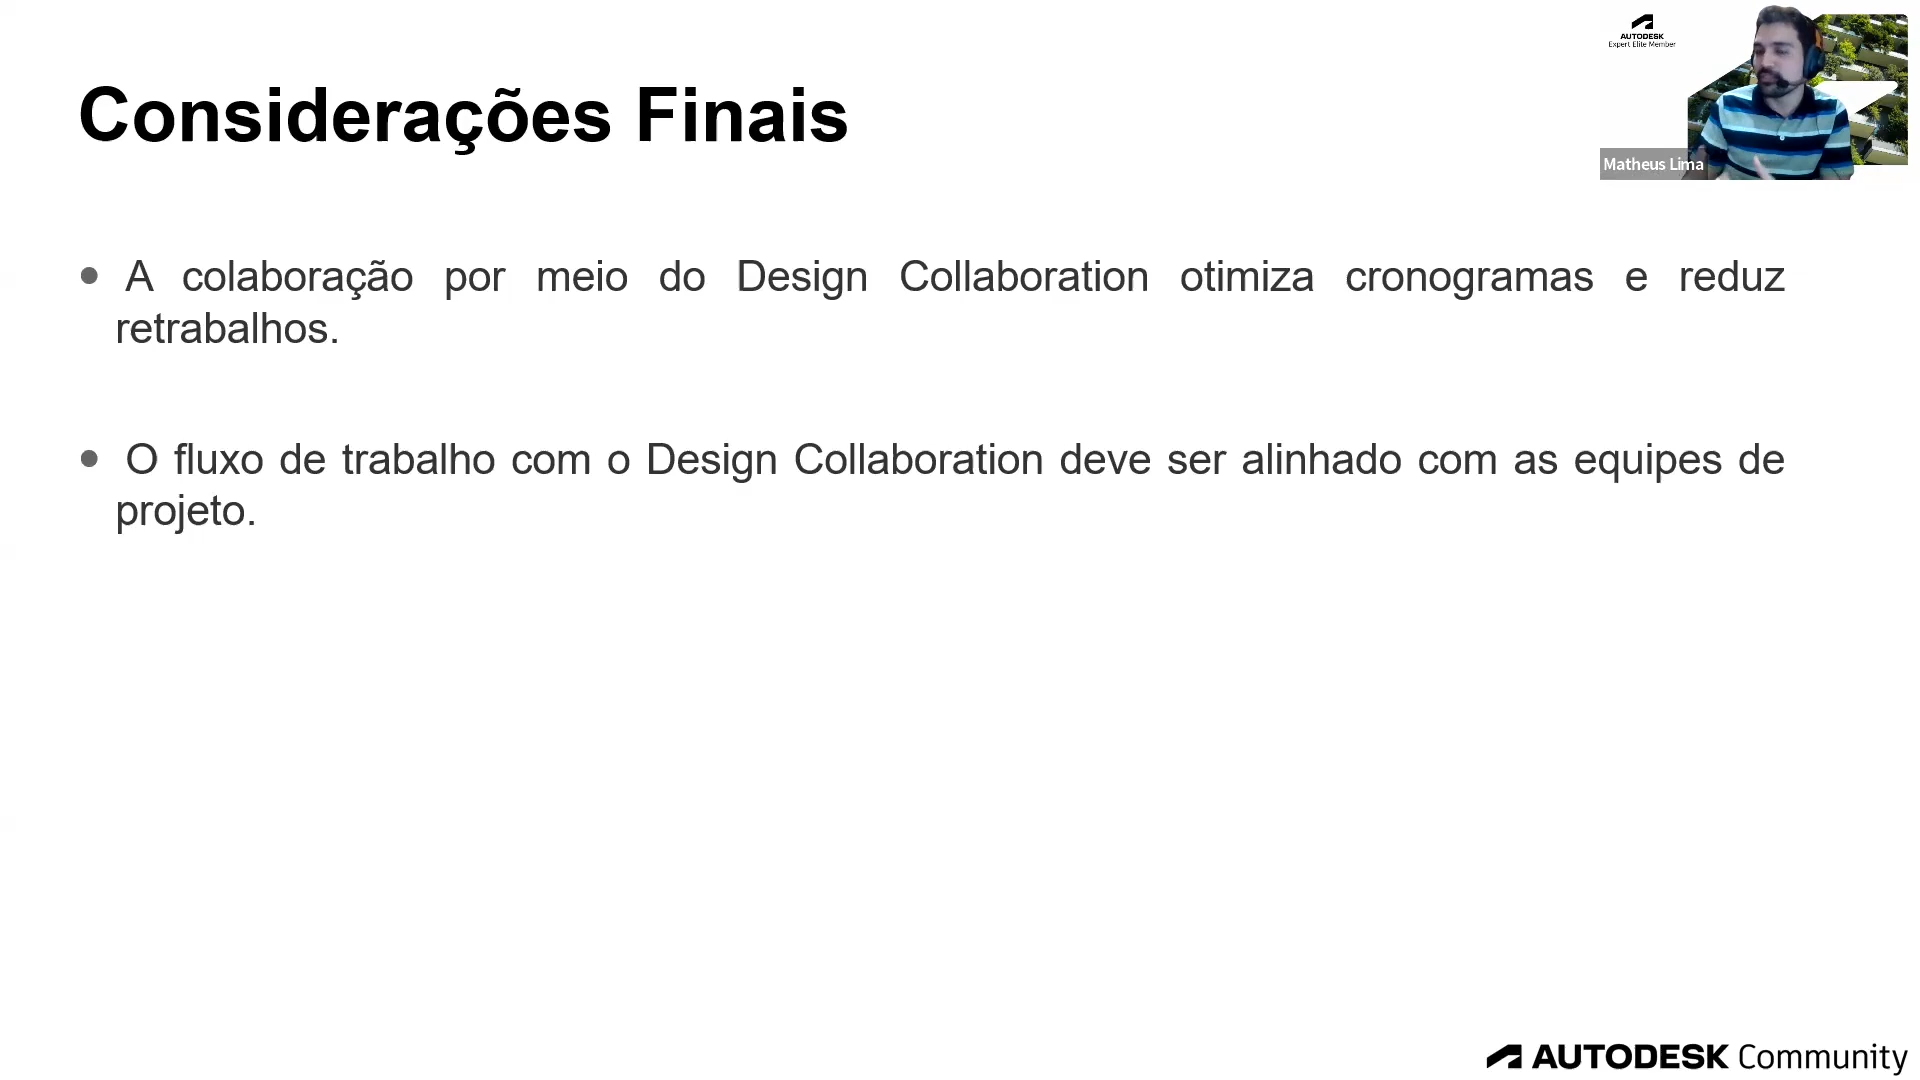 AUTODESK
Expert Elite Member
Matheus Lima
Considerações Finais
• A colaboração por meio do Design Collaboration otimiza cronogramas e reduz
retrabalhos.
• O fluxo de trabalho com o Design Collaboration deve ser alinhado com as equipes de
projeto.
AUTODESK Community